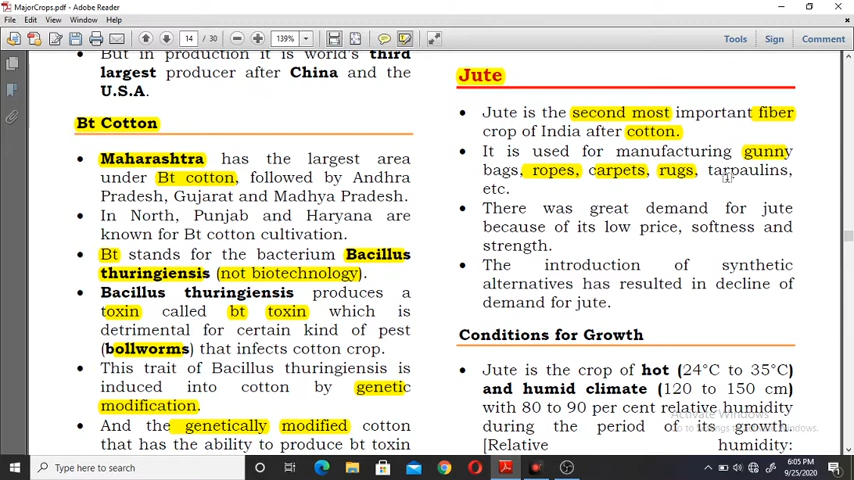 MajorCrops.pdf - Adobe Reader
File Edit View Window Help
14 / 30
139%
Tools Sign Comment
But in production it is world's third
largest producer after China and the
U.S.A.
Bt Cotton
• Maharashtra has the largest area
under Bt cotton, followed by Andhra
Pradesh, Gujarat and Madhya Pradesh.
• In North, Punjab and Haryana are
known for Bt cotton cultivation.
• Bt stands for the bacterium Bacillus
thuringiensis (not biotechnology).
• Bacillus thuringiensis produces a
toxin called bt toxin which is
detrimental for certain kind of pest
(bollworms) that infects cotton crop.
• This trait of Bacillus thuringiensis is
induced into cotton by genetic
modification.
• And the genetically modified cotton
that has the ability to produce bt toxin
Jute
• Jute is the second most important fiber
crop of India after cotton.
• It is used for manufacturing gunny
bags, ropes, carpets, rugs, tarpaulins,
etc.
• There was great demand for jute
because of its low price, softness and
strength.
• The introduction of synthetic
alternatives has resulted in decline of
demand for jute.
Conditions for Growth
• Jute is the crop of hot (24°C to 35°C)
and humid climate (120 to 150 cm)
with 80 to 90 per cent relative humidity
during the period of its growth.
[Relative humidity:
Activate Windows
Go to Settings to activate Windows.
Type here to search
6:05 PM
9/25/2020